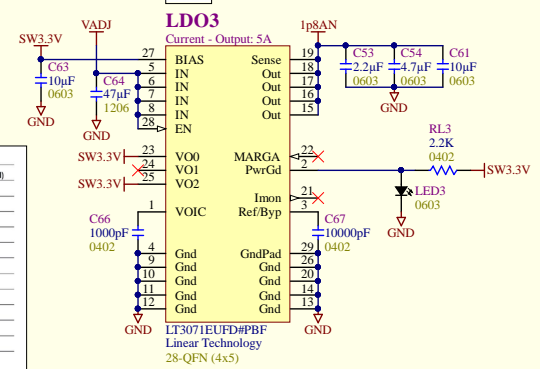 LDO3
Current - Output: 5A
SW3.3V
VADJ
1p8AN
C63
10µF
0603
GND
C64
47µF
1206
GND
27 BIAS
5 IN
6 IN
7 IN
8 IN
28 EN
SW3.3V 23 VO0
24 VO1
SW3.3V 25 VO2
1 VOIC
C66
1000pF
0402
4 Gnd
9 Gnd
10 Gnd
11 Gnd
12 Gnd
GND
Sense 19
Out 18
Out 17
Out 16
Out 15
C53
2.2µF
0603
C54
4.7µF
0603
C61
10µF
0603
GND
MARGA 22
PwrGd 2
RL3
2.2K
0402
SW3.3V
LED3
0603
GND
Imon 21
Ref/Byp 3
C67
10000pF
0402
GndPad 29
Gnd 26
Gnd 20
Gnd 14
Gnd 13
GND
LT3071EUFD#PBF
Linear Technology
28-QFN (4x5)